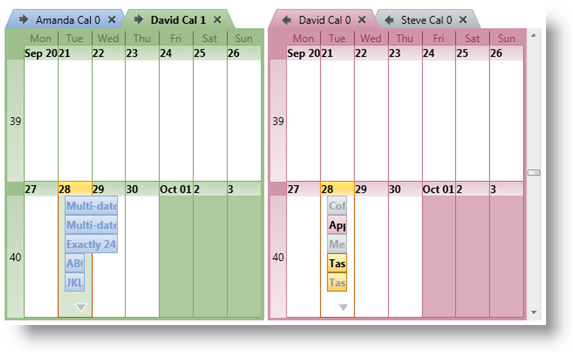 Amanda Cal 0 David Cal 1 David Cal 0 Steve Cal 0
Mon Tue Wed Thu Fri Sat Sun Mon Tue Wed Thu Fri Sat Sun
Sep 20 21 22 23 24 25 26 Sep 20 21 22 23 24 25 26
39 39
27 28 29 30 Oct 01 2 3 27 28 29 30 Oct 01 2 3
Multi-date
Multi-date App
Exactly 24 Me
40 ABC Tas 40
JKL Tas